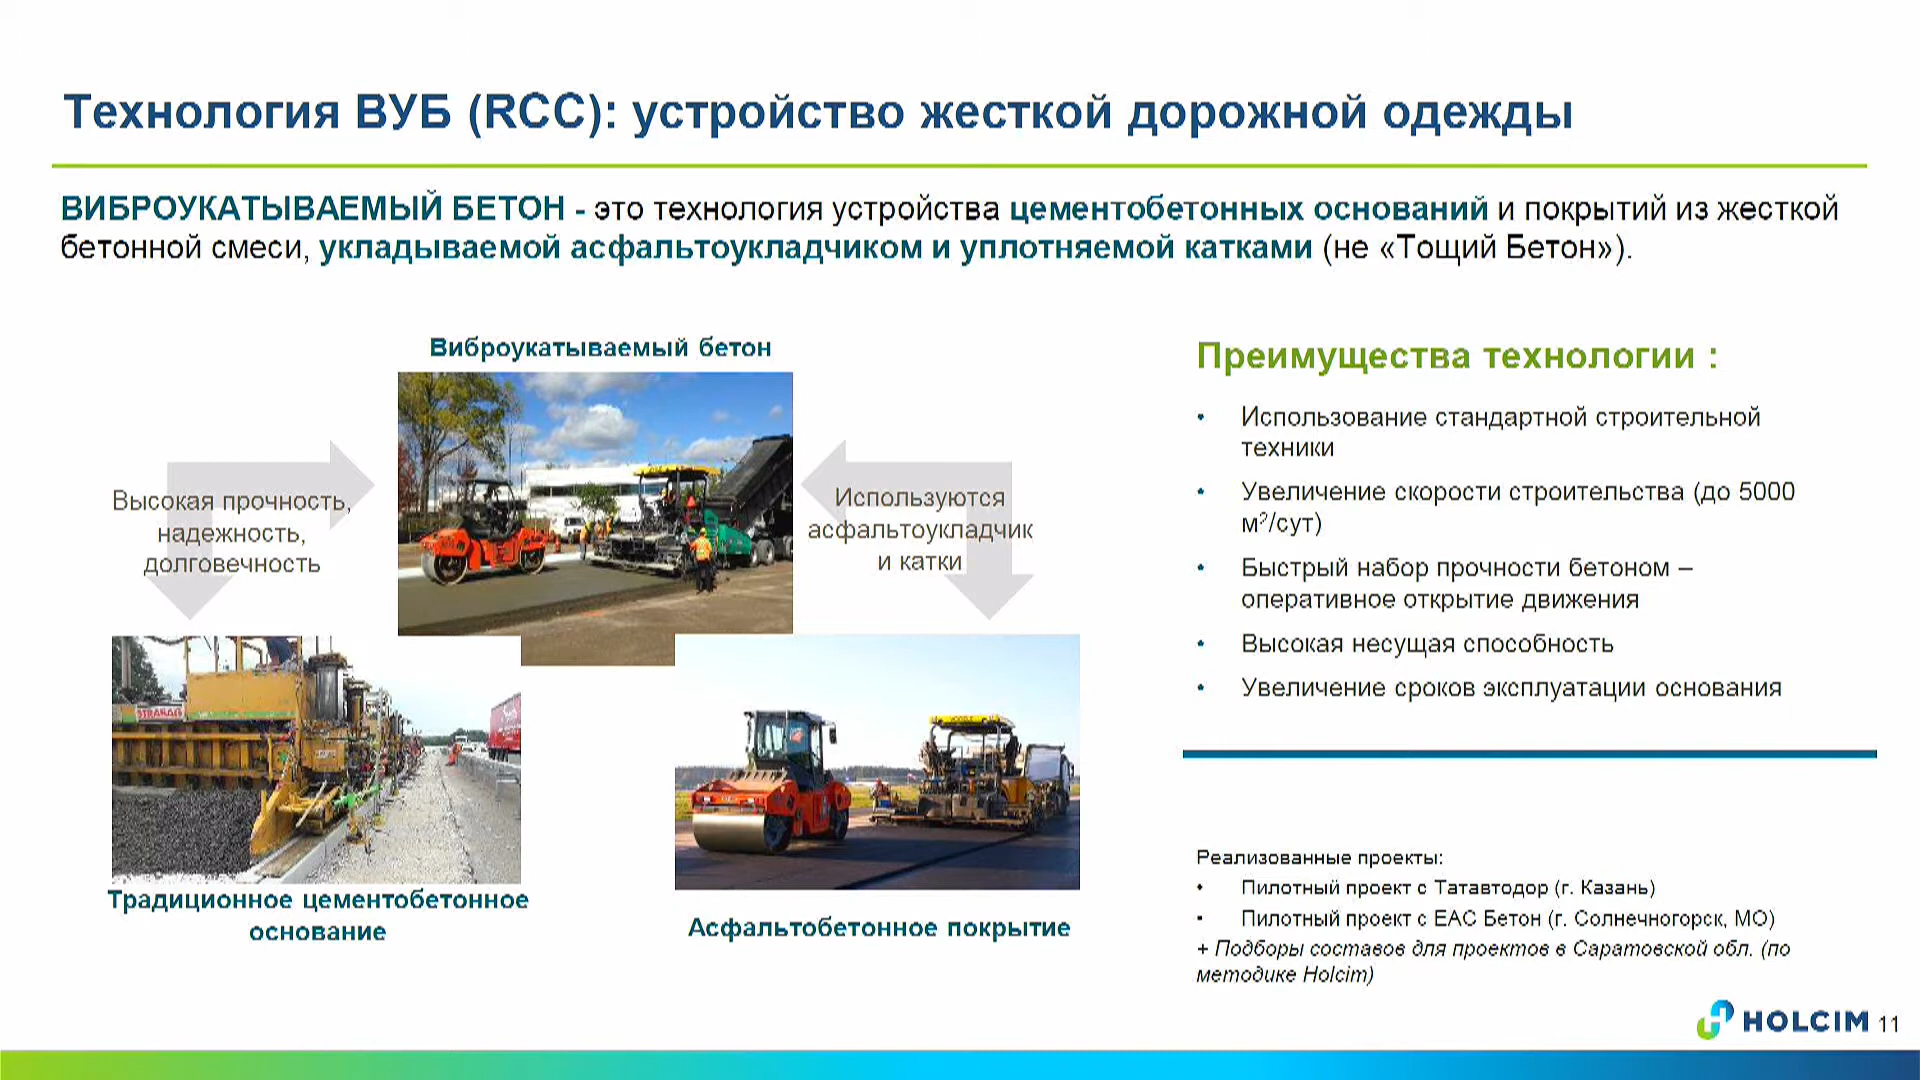 Технология ВУБ (RCC): устройство жесткой дорожной одежды
ВИБРОУКАТЫВАЕМЫЙ БЕТОН - это технология устройства цементобетонных оснований и покрытий из жесткой
бетонной смеси, укладываемой асфальтоукладчиком и уплотняемой катками (не «Тощий Бетон»).
Виброукатываемый бетон
Высокая прочность,
надежность,
долговечность
Используются
асфальтоукладчик
и катки
STRABAG
Традиционное цементобетонное
основание
Асфальтобетонное покрытие
Преимущества технологии :
• Использование стандартной строительной
техники
• Увеличение скорости строительства (до 5000
м²/сут)
• Быстрый набор прочности бетоном –
оперативное открытие движения
• Высокая несущая способность
• Увеличение сроков эксплуатации основания
Реализованные проекты:
• Пилотный проект с Татавтодор (г. Казань)
• Пилотный проект с ЕАС Бетон (г. Солнечногорск, МО)
+ Подборы составов для проектов в Саратовской обл. (по
методике Holcim)
HOLCIM 11